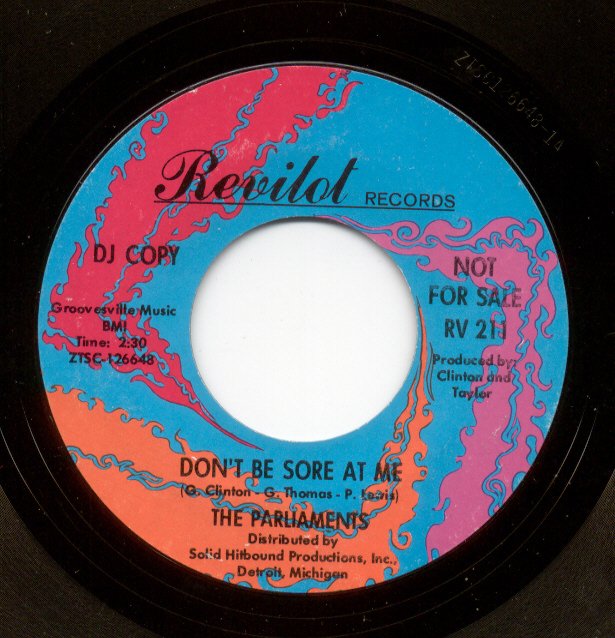 Revilot RECORDS
DJ COPY
NOT
FOR SALE
RV 211
Groovesville Music
BMI
Time: 2:30
ZTSC-126648
Produced by:
Clinton and
Taylor
DON'T BE SORE AT ME
(G. Clinton - G. Thomas - P. Lewis)
THE PARLIAMENTS
Distributed by
Solid Hitbound Productions, Inc.,
Detroit, Michigan